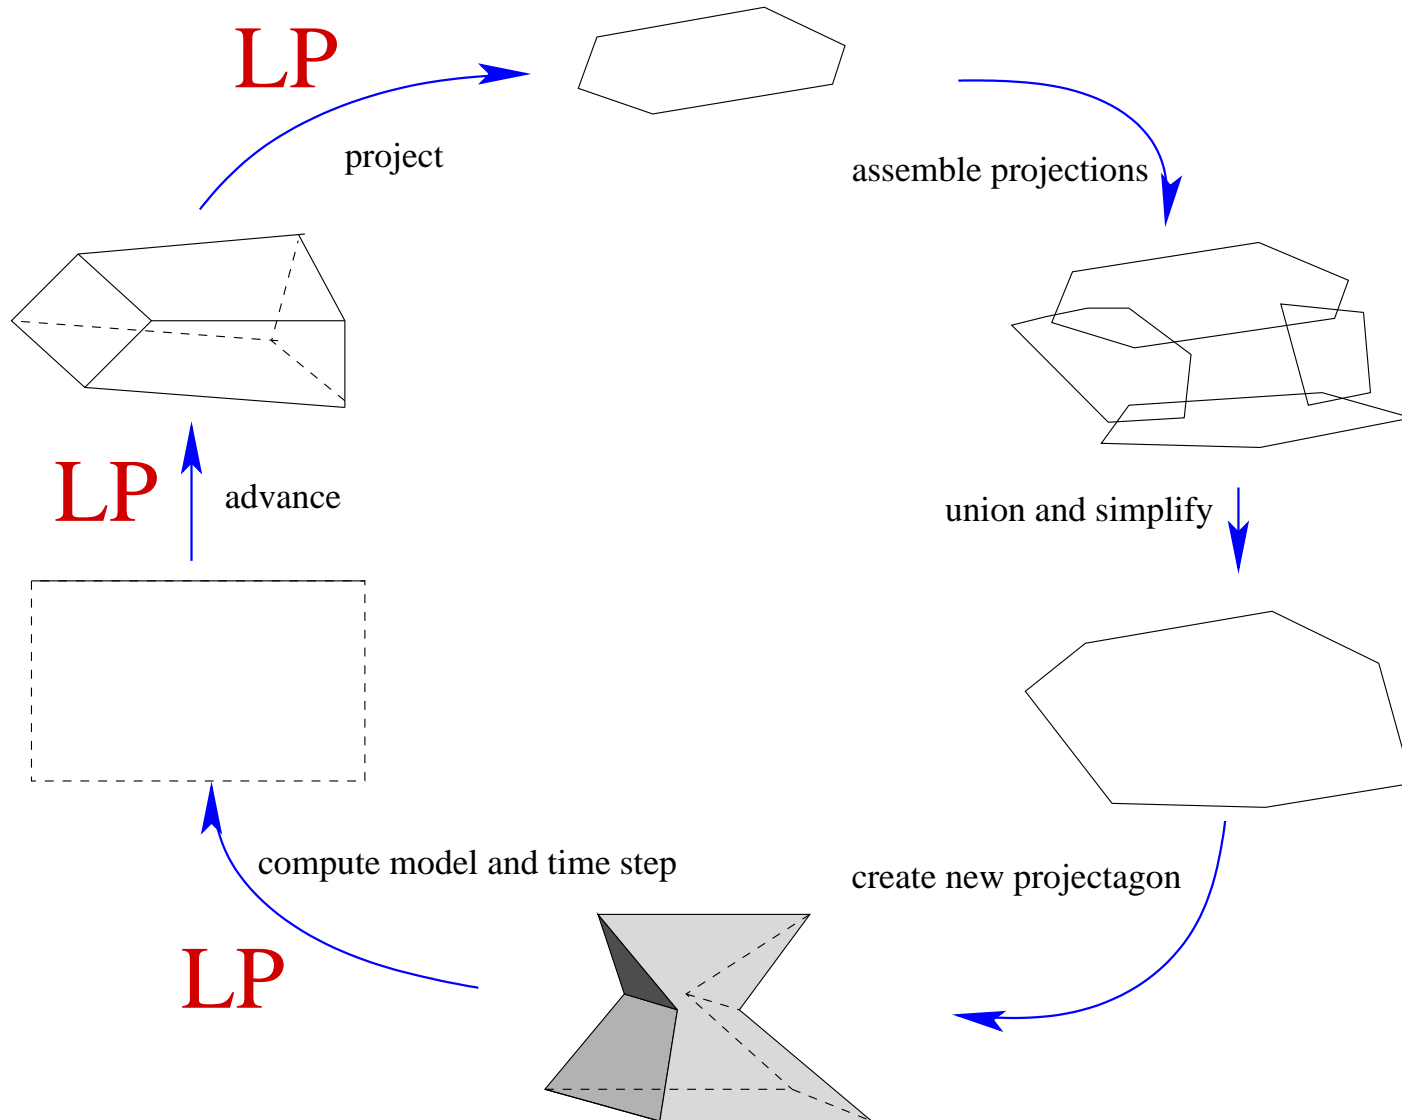 LP
project
assemble projections
LP
advance
union and simplify
compute model and time step
create new projectagon
LP